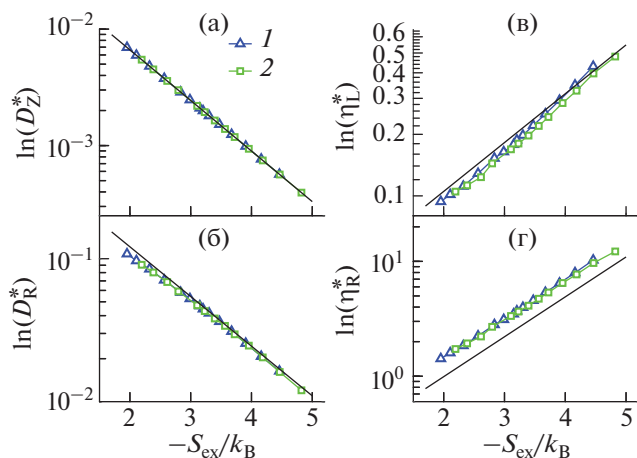 (а)
1
2
ln(D*Z)
10⁻²
10⁻³
(в)
ln(η*L)
0.6
0.5
0.4
0.3
0.2
0.1
(б)
ln(D*R)
10⁻¹
10⁻²
2 3 4 5
−Sex/kB
(г)
ln(η*R)
10¹
10⁰
2 3 4 5
−Sex/kB